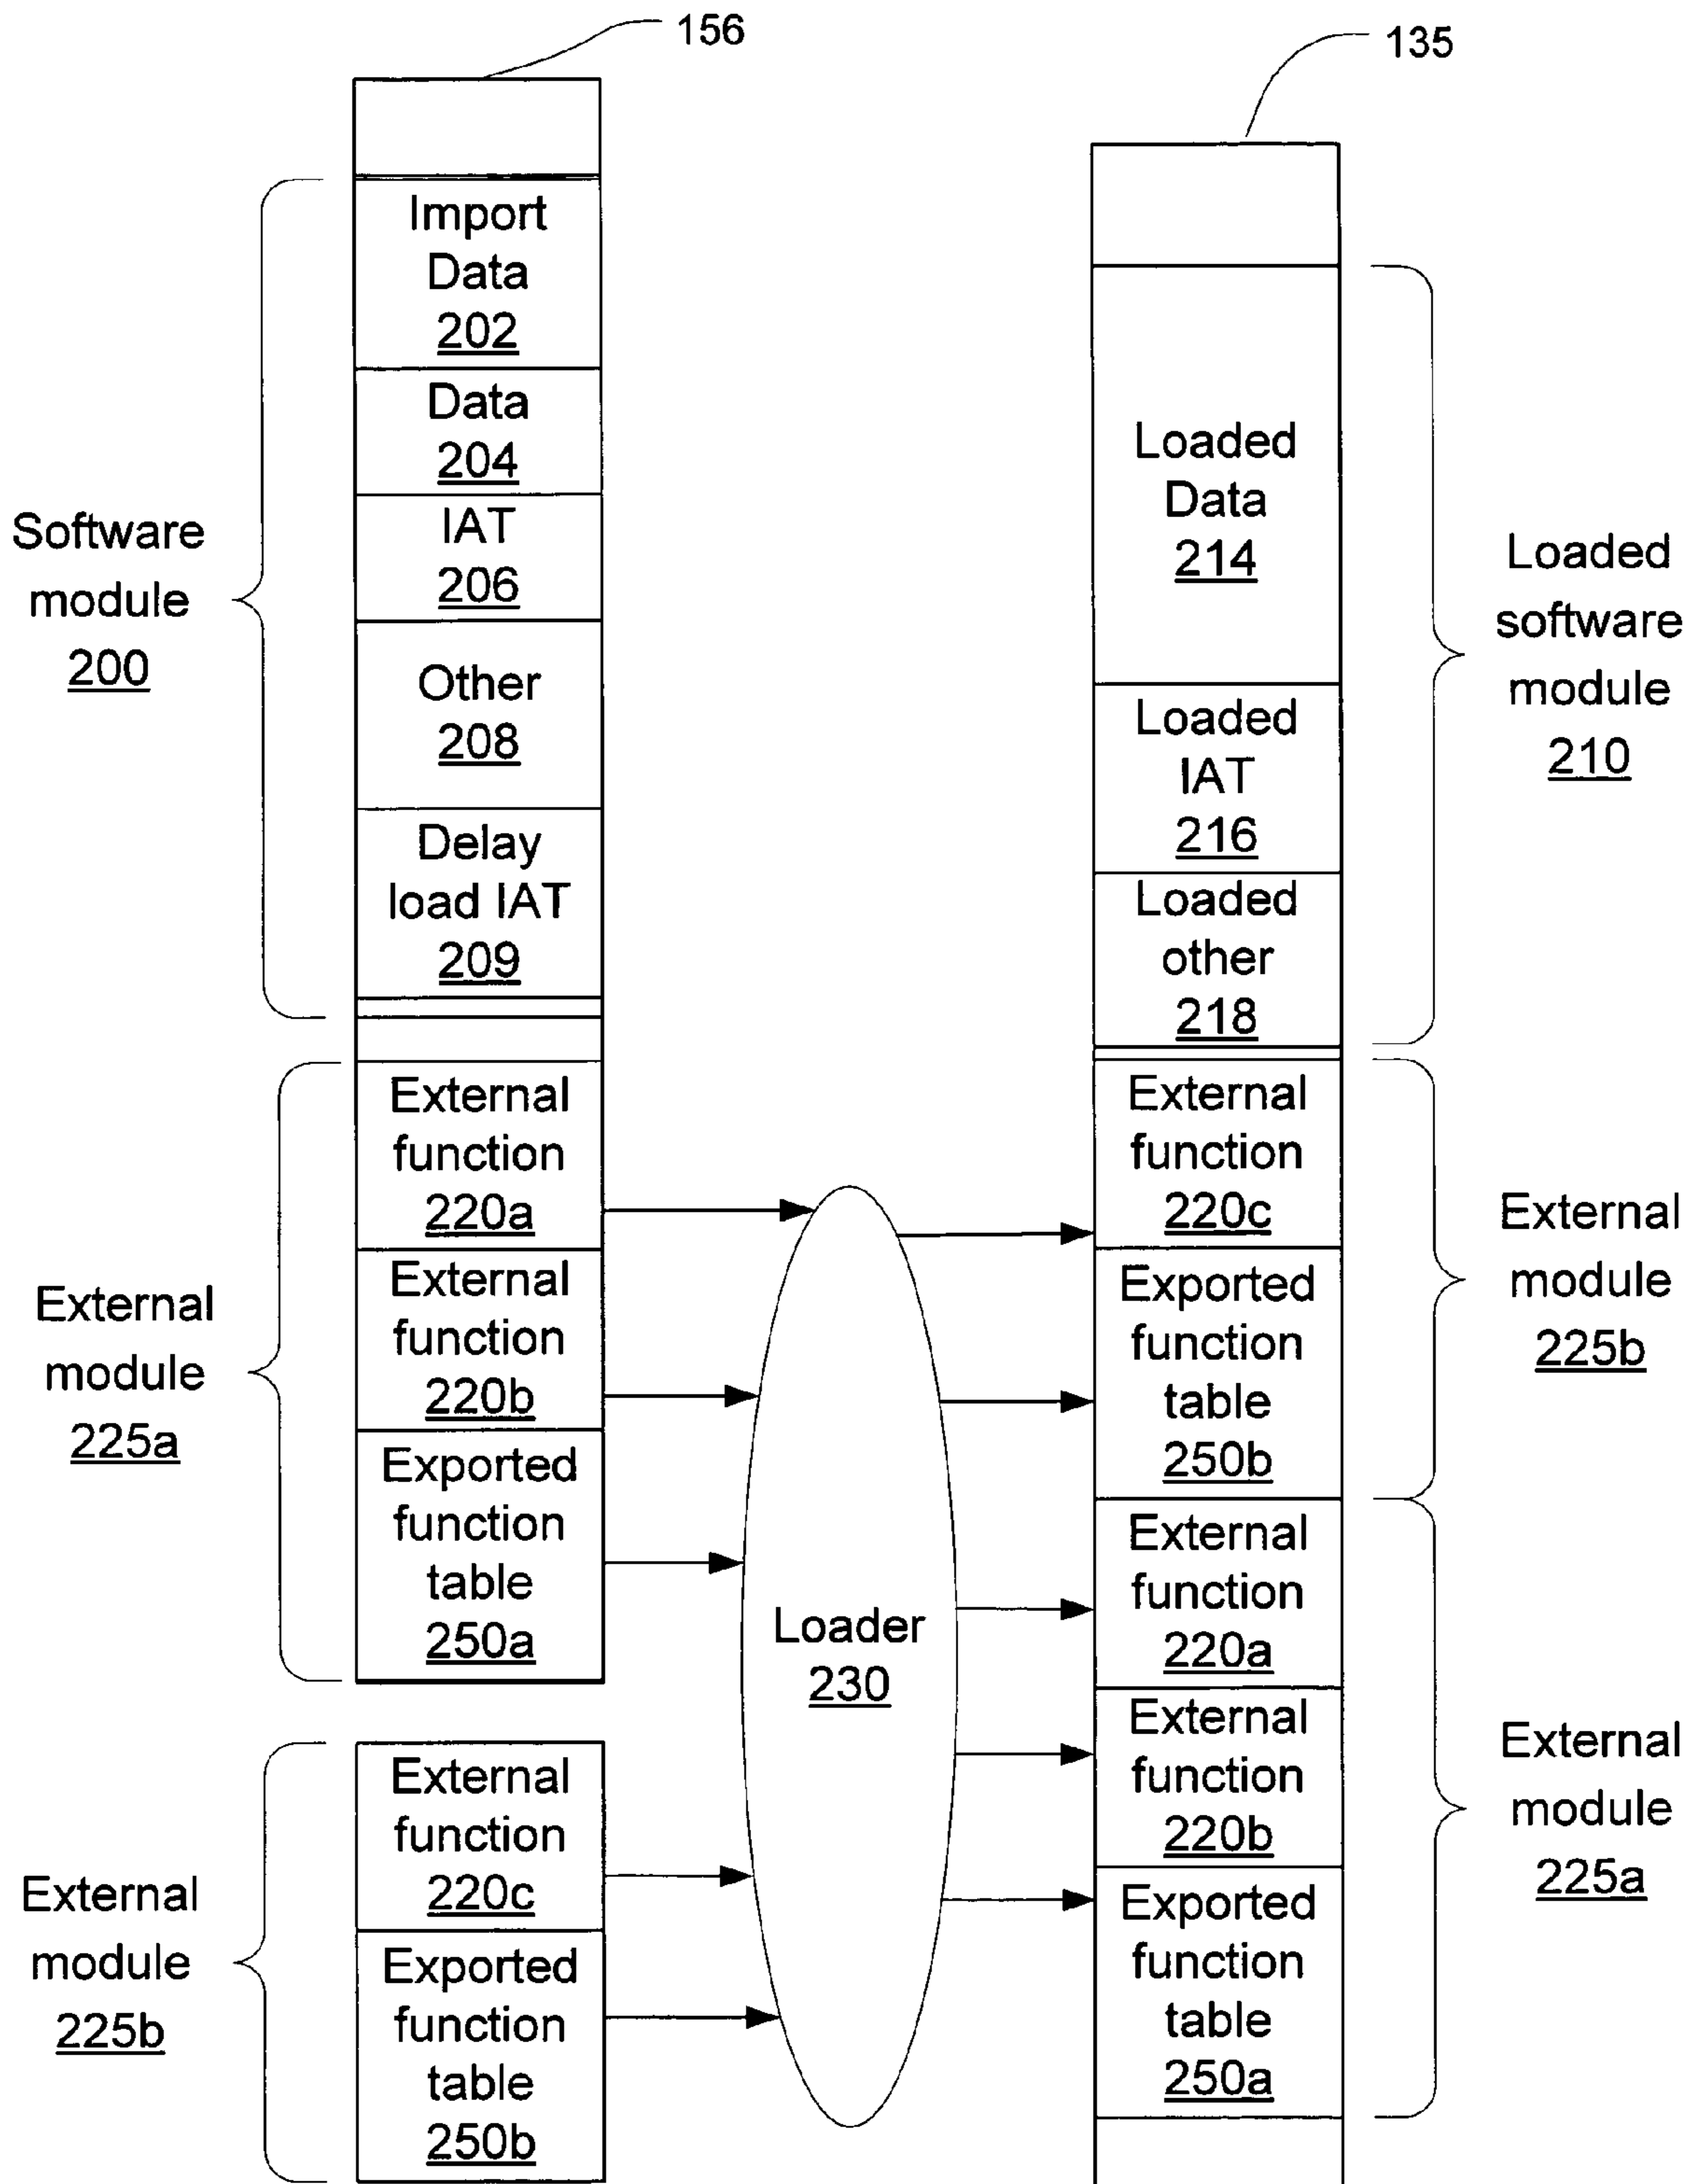 156
135
Import
Data
202
Data
204
IAT
206
Other
208
Delay
load IAT
209
Software
module
200
External
function
220a
External
function
220b
Exported
function
table
250a
External
module
225a
External
function
220c
Exported
function
table
250b
External
module
225b
Loader
230
Loaded
Data
214
Loaded
IAT
216
Loaded
other
218
Loaded
software
module
210
External
function
220c
Exported
function
table
250b
External
module
225b
External
function
220a
External
function
220b
Exported
function
table
250a
External
module
225a